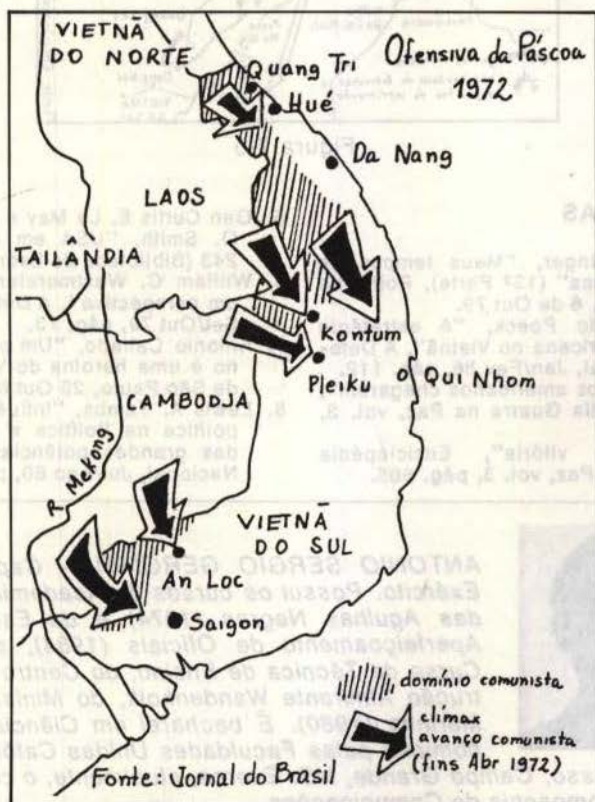 VIETNÃ
DO NORTE
Ofensiva da Páscoa
1972
Quang Tri
Hué
Da Nang
LAOS
TAILÂNDIA
Kontum
Pleiku
Qui Nhom
CAMBODJA
R. Mekong
VIETNÃ
DO SUL
An Loc
Saigon
domínio comunista
clímax
avanço comunista
(fins Abr 1972)
Fonte: Jornal do Brasil